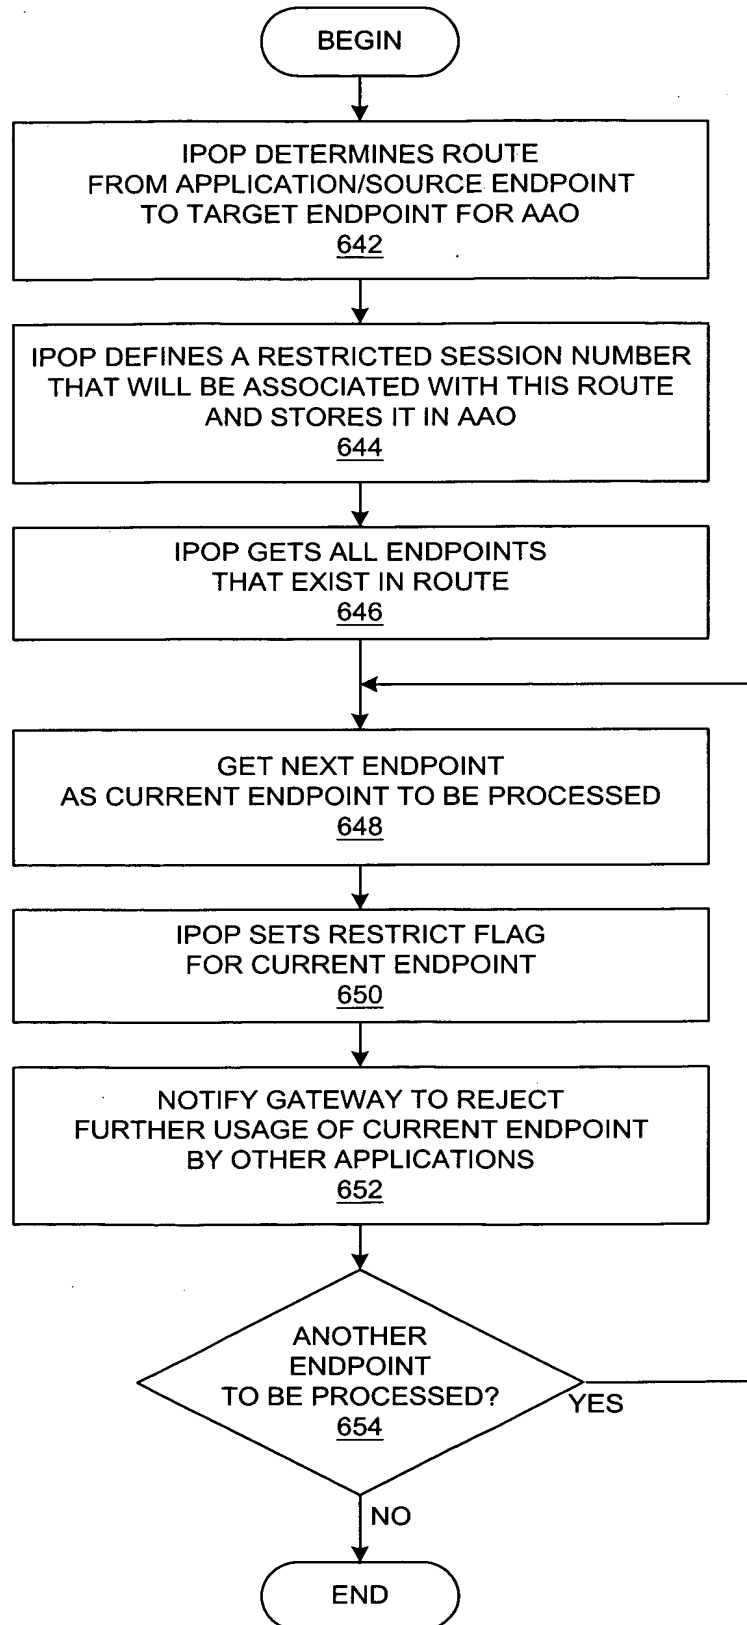 BEGIN
IPOP DETERMINES ROUTE
FROM APPLICATION/SOURCE ENDPOINT
TO TARGET ENDPOINT FOR AAO
642
IPOP DEFINES A RESTRICTED SESSION NUMBER
THAT WILL BE ASSOCIATED WITH THIS ROUTE
AND STORES IT IN AAO
644
IPOP GETS ALL ENDPOINTS
THAT EXIST IN ROUTE
646
GET NEXT ENDPOINT
AS CURRENT ENDPOINT TO BE PROCESSED
648
IPOP SETS RESTRICT FLAG
FOR CURRENT ENDPOINT
650
NOTIFY GATEWAY TO REJECT
FURTHER USAGE OF CURRENT ENDPOINT
BY OTHER APPLICATIONS
652
ANOTHER
ENDPOINT
TO BE PROCESSED?
654
YES
NO
END